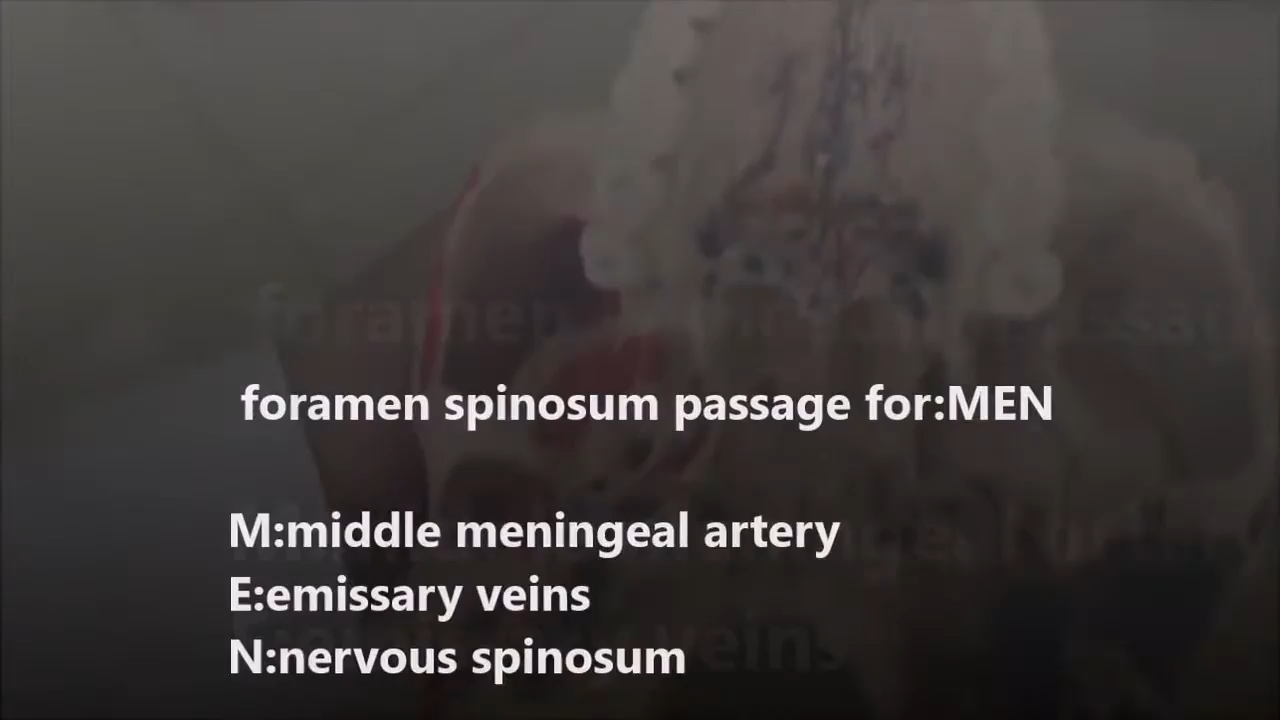 foramen spinosum passage for:MEN
M:middle meningeal artery
E:emissary veins
N:nervous spinosum